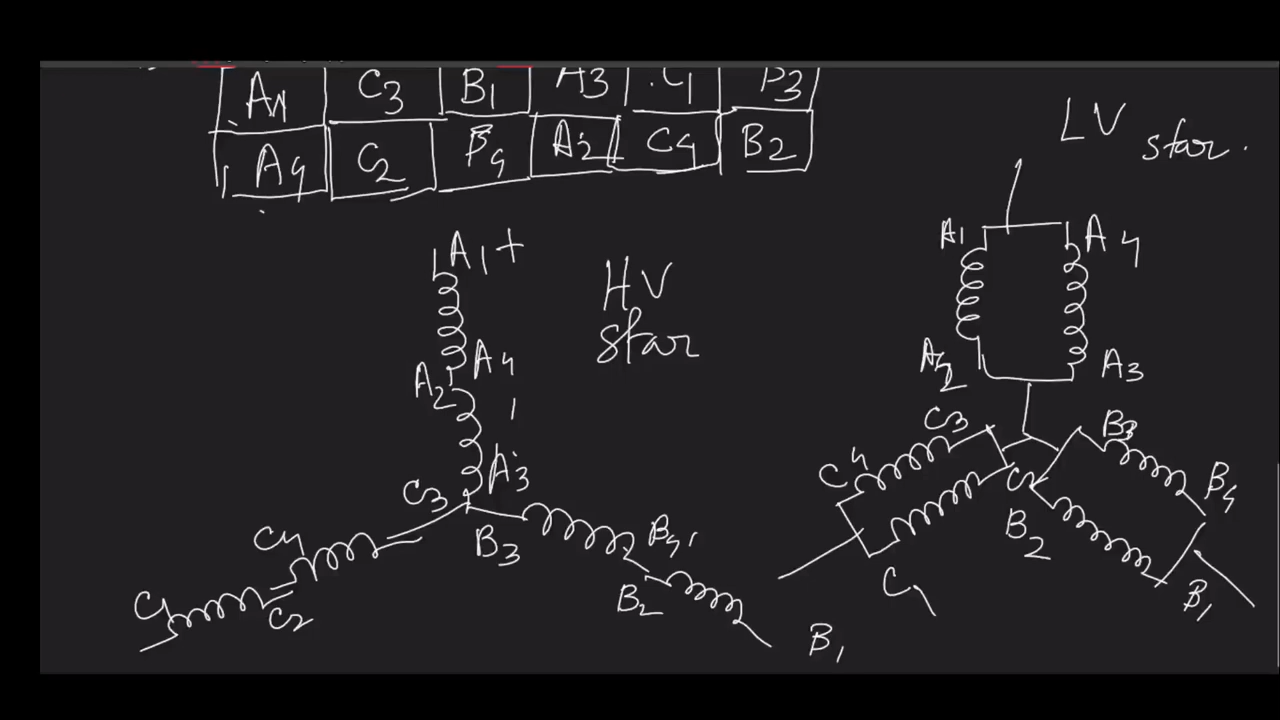 A1 C3 B1 A3 C1 B3
A4 C2 B4 A2 C4 B2
LV star.
A1 +
HV
star
A4
A2
A3
C3
B3
B4
B2
B1
C4
C2
C1
A1 A4
A2 A3
C3 B3
C4 C2 B4
B2
C1 B1